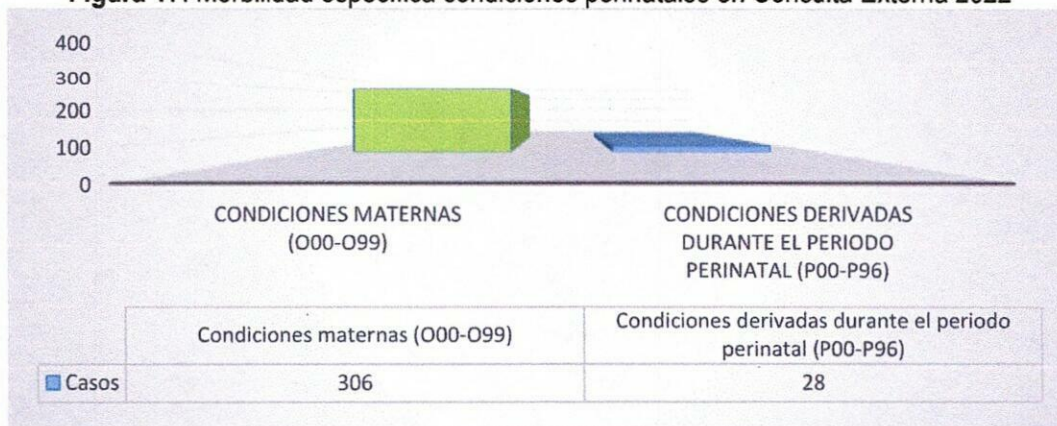 Figura 17. Morbilidad específica condiciones perinatales en Consulta Externa 2022
400
300
200
100
0
CONDICIONES MATERNAS
(O00-O99)
CONDICIONES DERIVADAS
DURANTE EL PERIODO
PERINATAL (P00-P96)
Condiciones maternas (O00-O99)
Condiciones derivadas durante el periodo
perinatal (P00-P96)
Casos
306
28